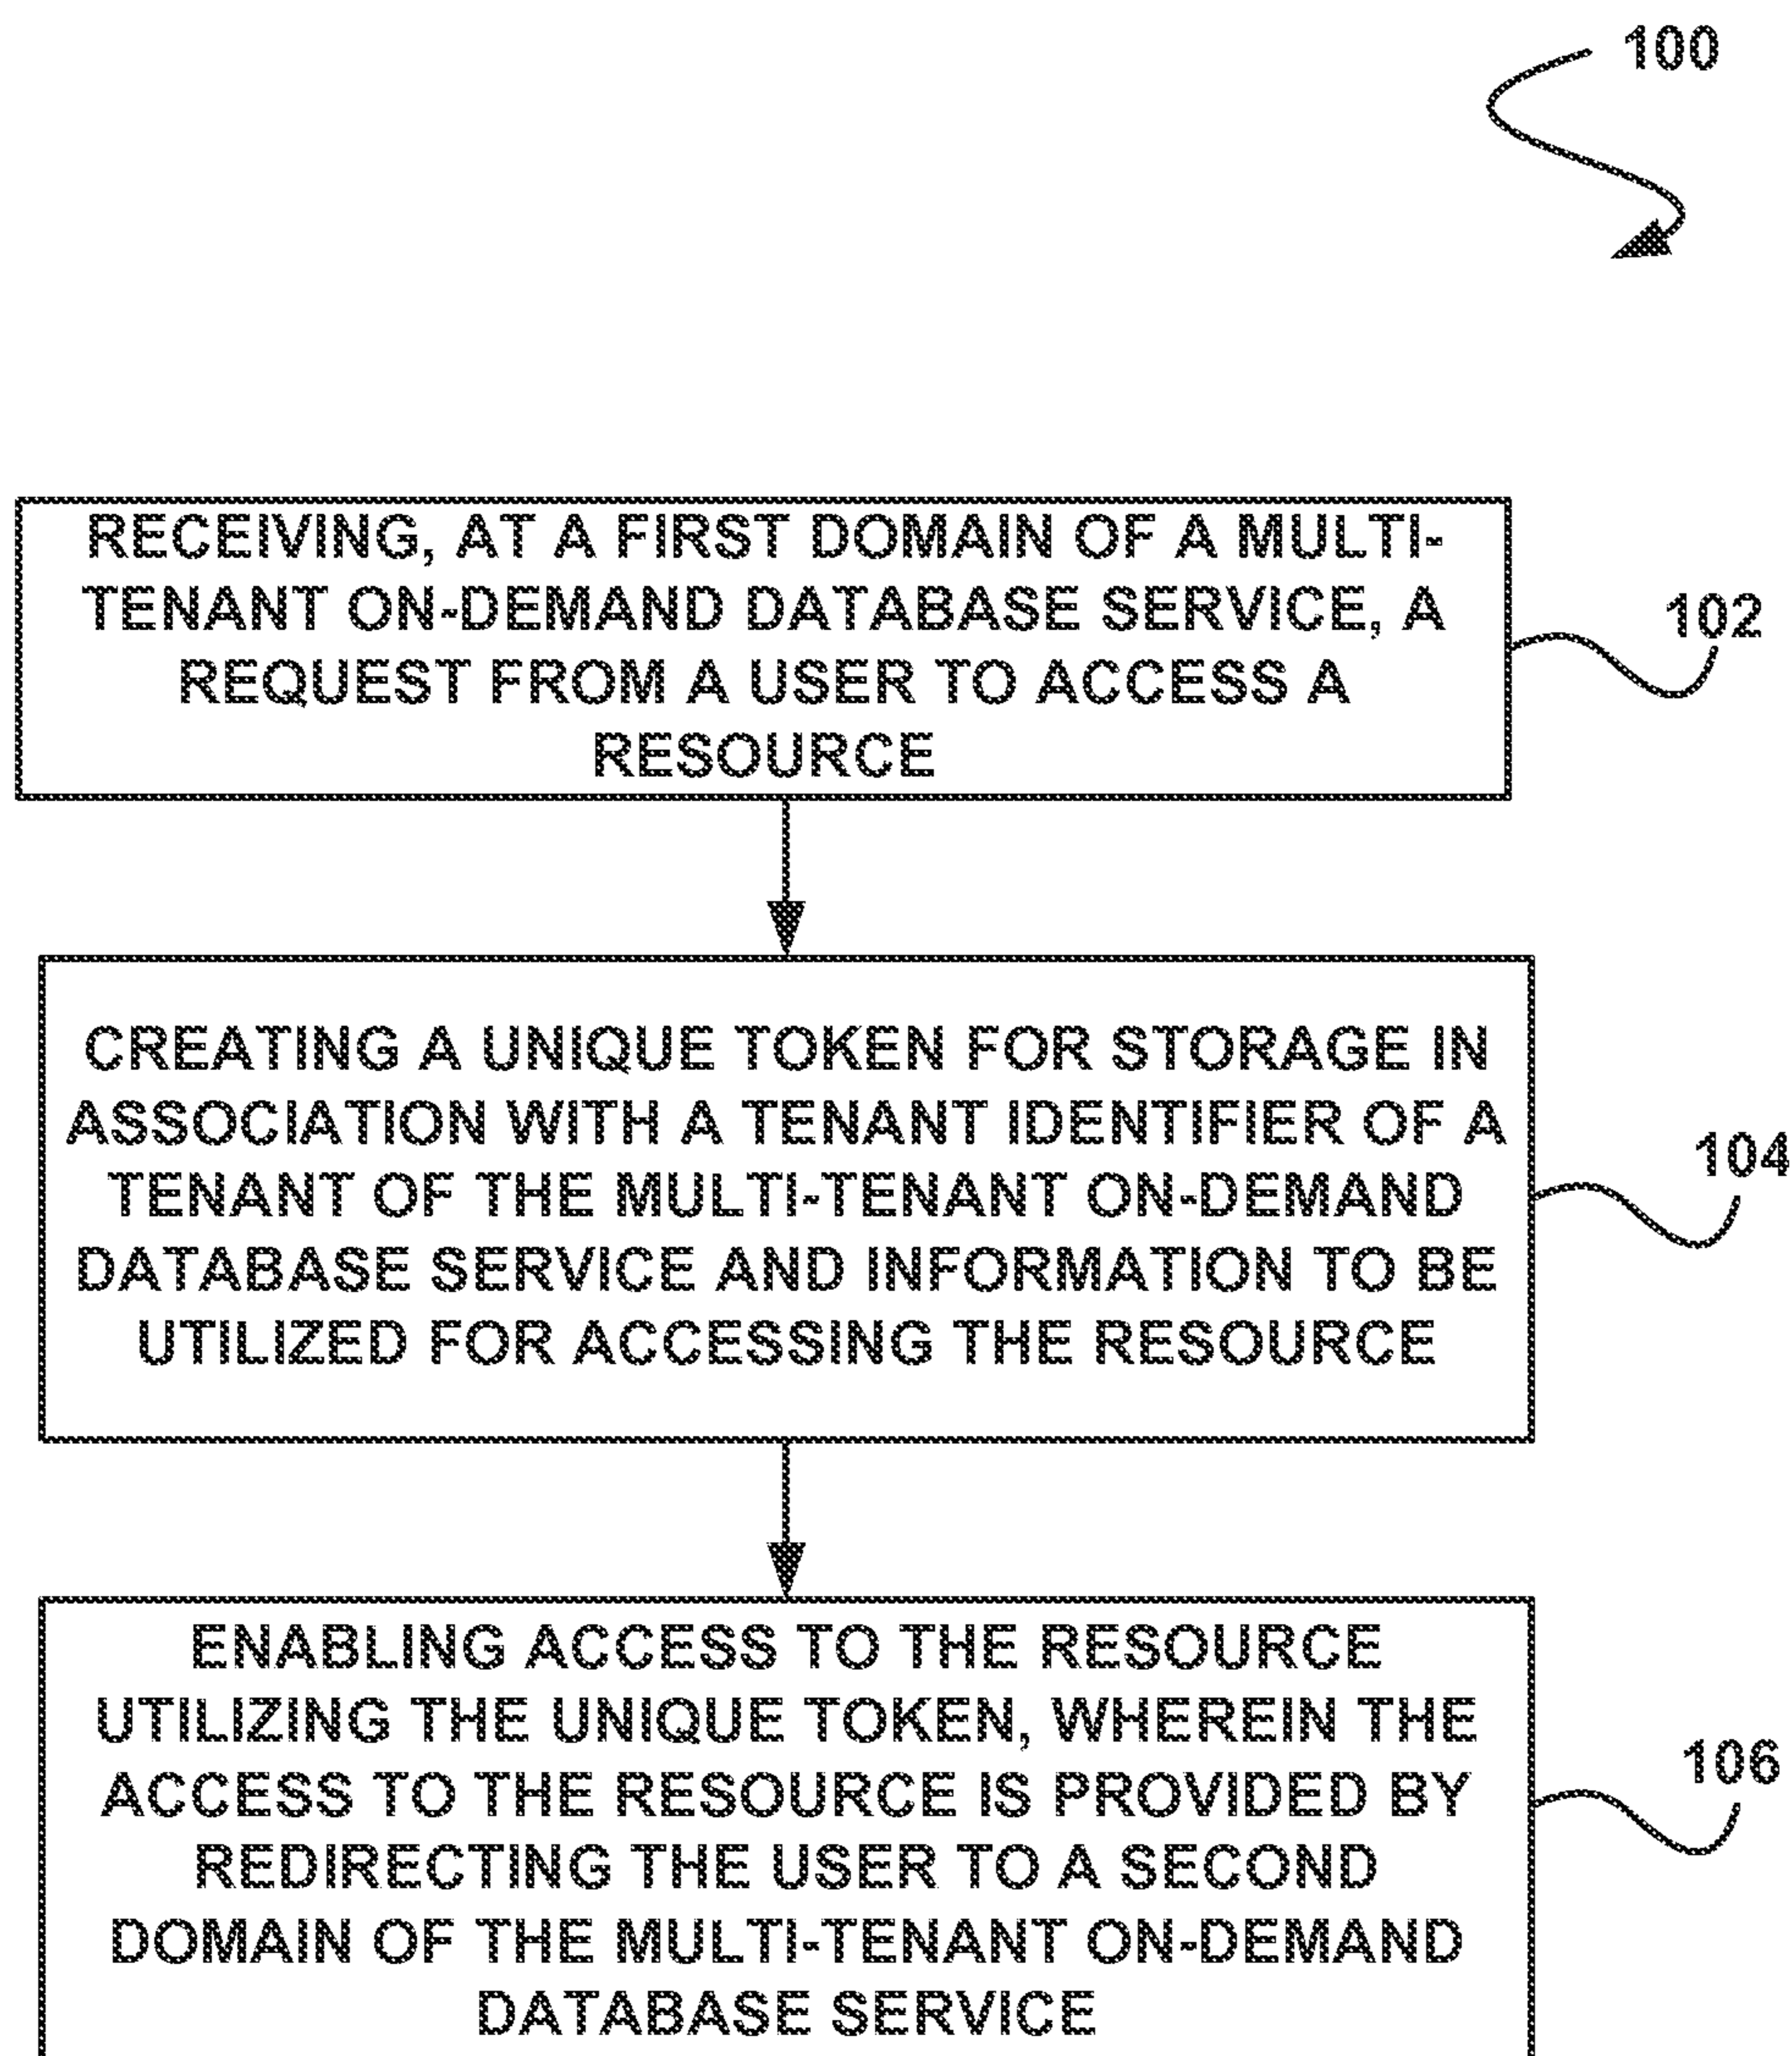 100
RECEIVING, AT A FIRST DOMAIN OF A MULTI-
TENANT ON-DEMAND DATABASE SERVICE, A
REQUEST FROM A USER TO ACCESS A
RESOURCE
102
CREATING A UNIQUE TOKEN FOR STORAGE IN
ASSOCIATION WITH A TENANT IDENTIFIER OF A
TENANT OF THE MULTI-TENANT ON-DEMAND
DATABASE SERVICE AND INFORMATION TO BE
UTILIZED FOR ACCESSING THE RESOURCE
104
ENABLING ACCESS TO THE RESOURCE
UTILIZING THE UNIQUE TOKEN, WHEREIN THE
ACCESS TO THE RESOURCE IS PROVIDED BY
REDIRECTING THE USER TO A SECOND
DOMAIN OF THE MULTI-TENANT ON-DEMAND
DATABASE SERVICE
106